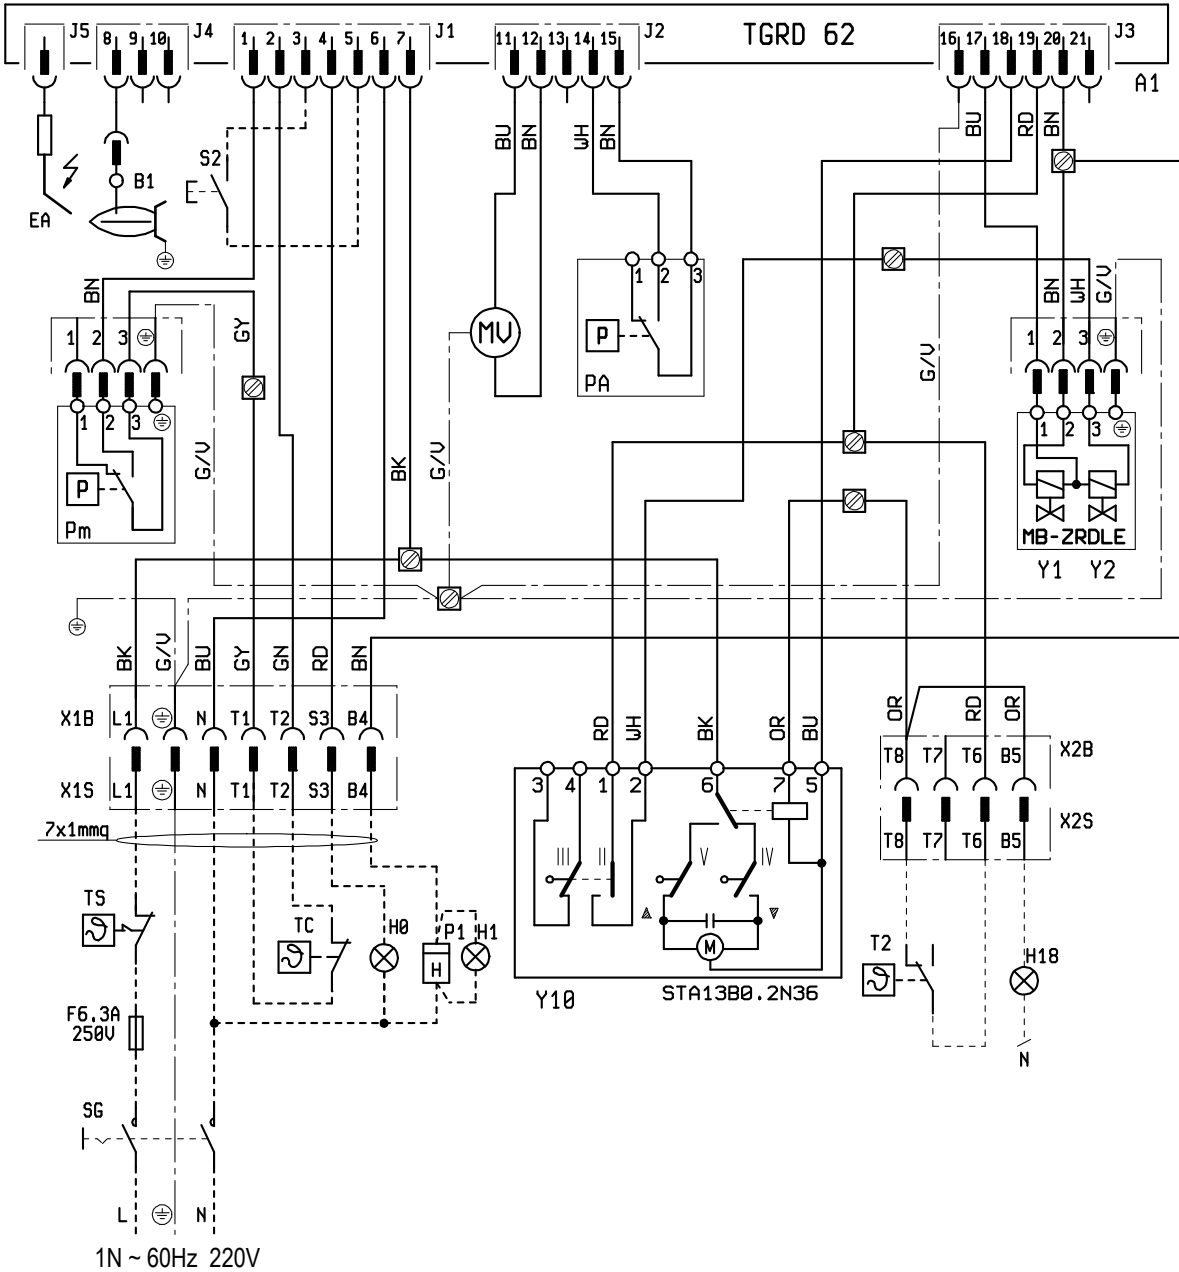 J5 8 9 10 J4 1 2 3 4 5 6 7 J1 11 12 13 14 15 J2 TGRD 62 16 17 18 19 20 21 J3
A1
BU BN WH BN BU RD BN
S2
B1
EA
BN GY
1 2 3
MV
1 2 3
P
PA
G/V
BN WH G/V
1 2 3
1 2 3
P
Pm
G/V
BK
G/V
1 2 3
MB-ZRDLE
Y1 Y2
BK G/V BU GY GN RD BN
X1B L1 N T1 T2 S3 B4
X1S L1 N T1 T2 S3 B4
7x1mmq
RD WH BK OR BU
OR RD OR
T8 T7 T6 B5 X2B
T8 T7 T6 B5 X2S
3 4 1 2 6 7 5
III II V IV
M
Y10 STA13B0.2N36
TS
TC
H0
P1 H1
H
T2
H18
N
F6.3A
250V
SG
L N
1N ~ 60Hz 220V